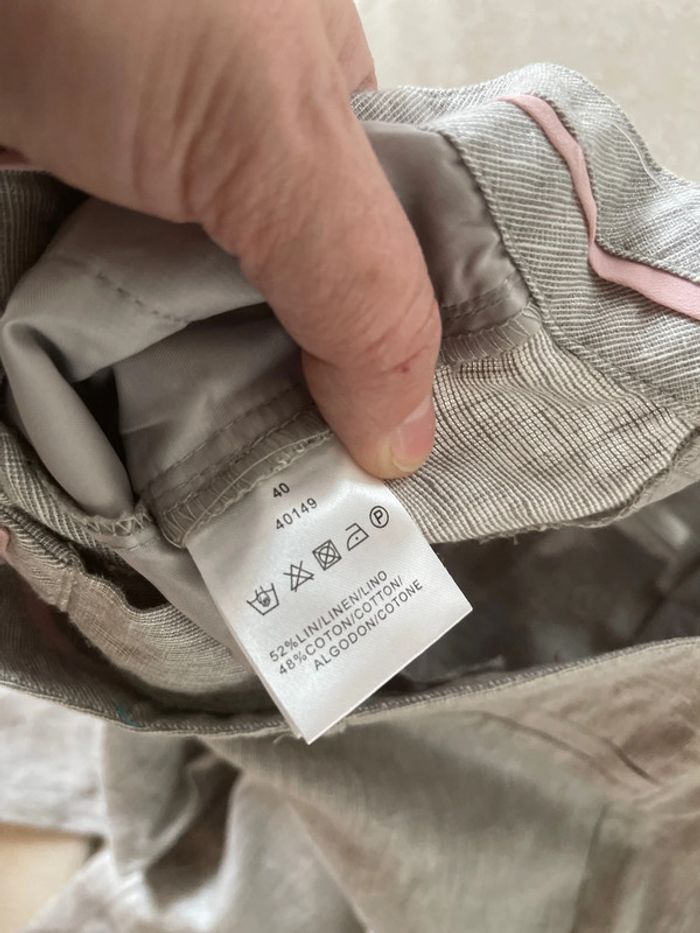 40
40149
P
52%LIN/LINEN/LINO
48%COTON/COTTON/
ALGODON/COTONE